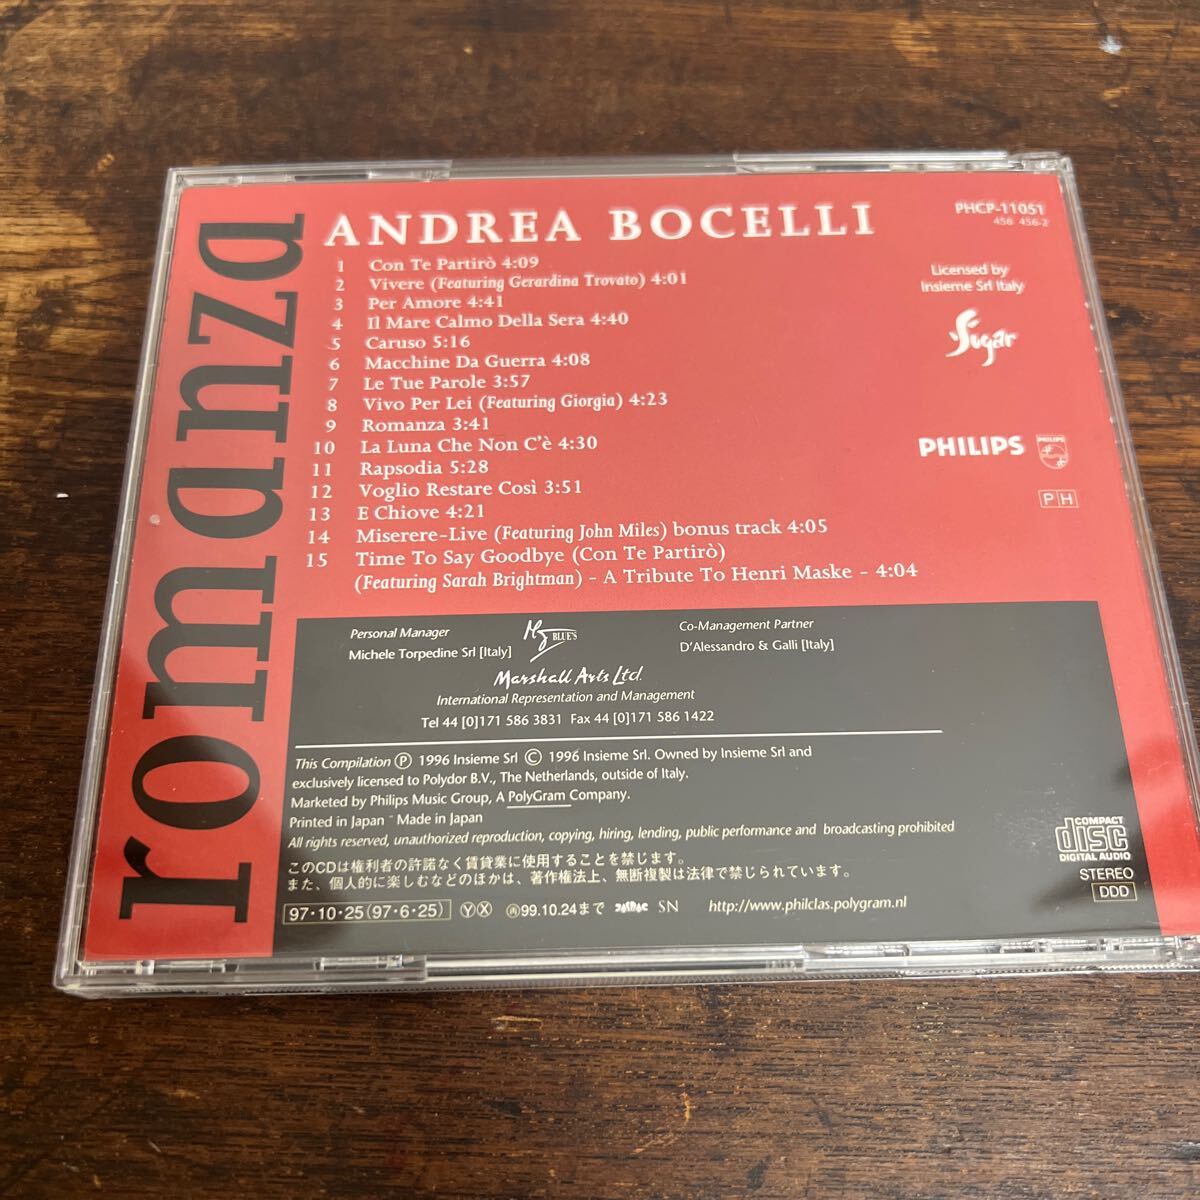 romanza
ANDREA BOCELLI
PHCP-11051
456 456-2
1 Con Te Partirò 4:09
2 Vivere (Featuring Gerardina Trovato) 4:01
3 Per Amore 4:41
4 Il Mare Calmo Della Sera 4:40
5 Caruso 5:16
6 Macchine Da Guerra 4:08
7 Le Tue Parole 3:57
8 Vivo Per Lei (Featuring Giorgia) 4:23
9 Romanza 3:41
10 La Luna Che Non C'è 4:30
11 Rapsodia 5:28
12 Voglio Restare Così 3:51
13 E Chiove 4:21
14 Miserere-Live (Featuring John Miles) bonus track 4:05
15 Time To Say Goodbye (Con Te Partirò)
(Featuring Sarah Brightman) - A Tribute To Henri Maske - 4:04
Licensed by
Insieme Srl Italy
Sugar
PHILIPS
PHILIPS
PH
Personal Manager
Michele Torpedine Srl [Italy]
BLUE'S
Co-Management Partner
D'Alessandro & Galli [Italy]
Marshall Arts Ltd.
International Representation and Management
Tel 44 [0]171 586 3831 Fax 44 [0]171 586 1422
This Compilation Ⓟ 1996 Insieme Srl © 1996 Insieme Srl. Owned by Insieme Srl and
exclusively licensed to Polydor B.V., The Netherlands, outside of Italy.
Marketed by Philips Music Group, A PolyGram Company.
Printed in Japan - Made in Japan
All rights reserved, unauthorized reproduction, copying, hiring, lending, public performance and broadcasting prohibited
このCDは権利者の許諾なく賃貸業に使用することを禁じます。
また、個人的に楽しむなどのほかは、著作権法上、無断複製は法律で禁じられています。
97・10・25(97・6・25) ⓎⓍ ㊞99.10.24まで SN http://www.philclas.polygram.nl
COMPACT
disc
DIGITAL AUDIO
STEREO
DDD